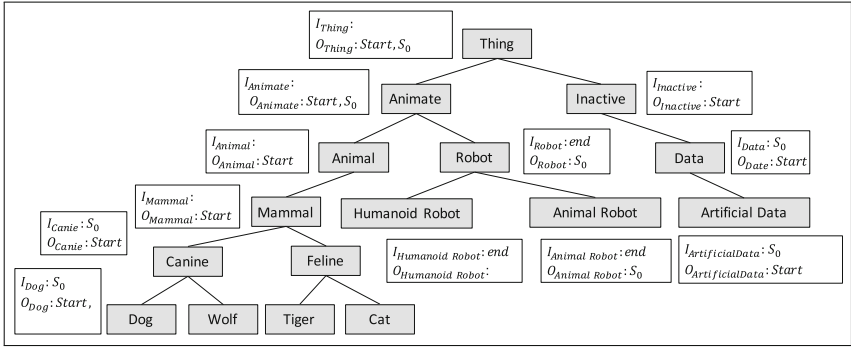 I_Thing:
O_Thing: Start, S_0
Thing
I_Animate:
O_Animate: Start, S_0
Animate
Inactive
I_Inactive:
O_Inactive: Start
I_Animal:
O_Animal: Start
Animal
Robot
I_Robot: end
O_Robot: S_0
Data
I_Data: S_0
O_Date: Start
I_Mammal:
O_Mammal: Start
Mammal
Humanoid Robot
Animal Robot
Artificial Data
I_Canie: S_0
O_Canie: Start
Canine
Feline
I_Humanoid Robot: end
O_Humanoid Robot:
I_Animal Robot: end
O_Animal Robot: S_0
I_ArtificialData: S_0
O_ArtificialData: Start
I_Dog: S_0
O_Dog: Start,
Dog
Wolf
Tiger
Cat